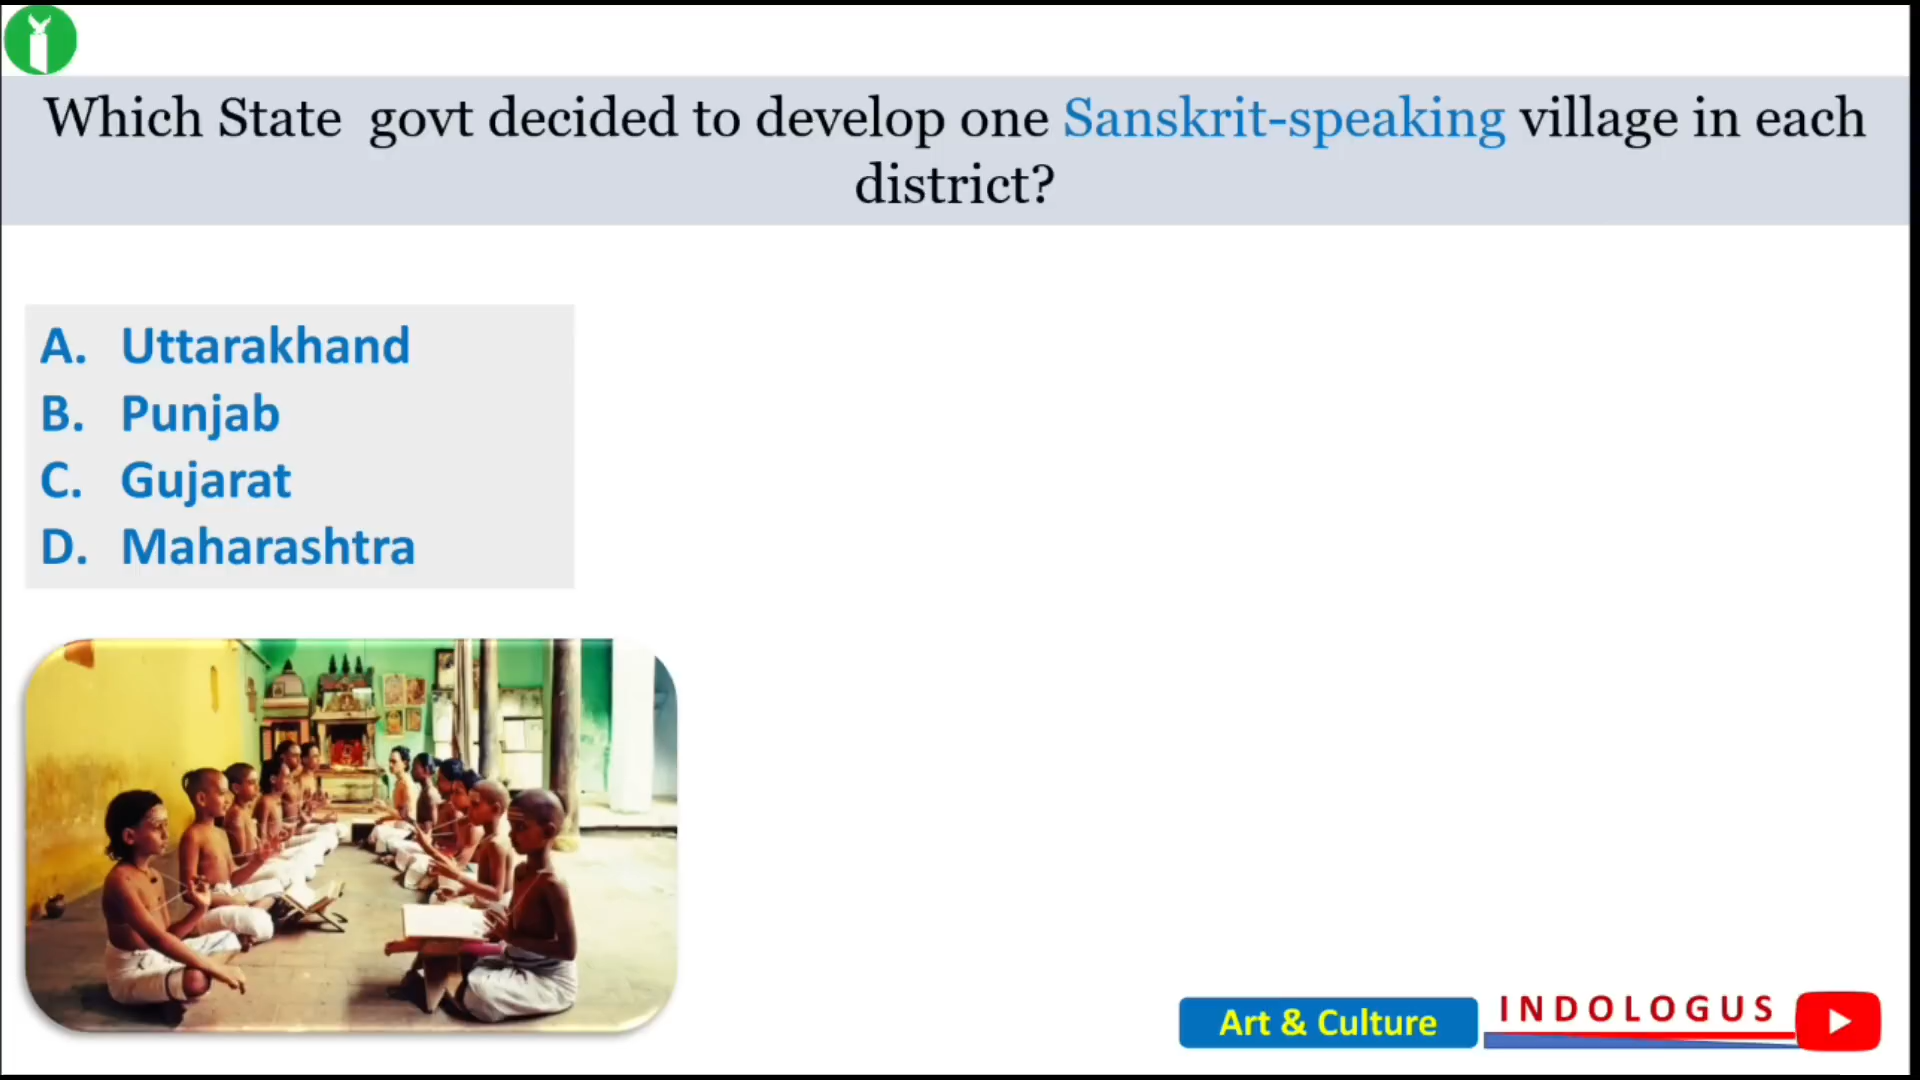 Which State govt decided to develop one Sanskrit-speaking village in each
district?
A. Uttarakhand
B. Punjab
C. Gujarat
D. Maharashtra
Art & Culture
INDOLOGUS